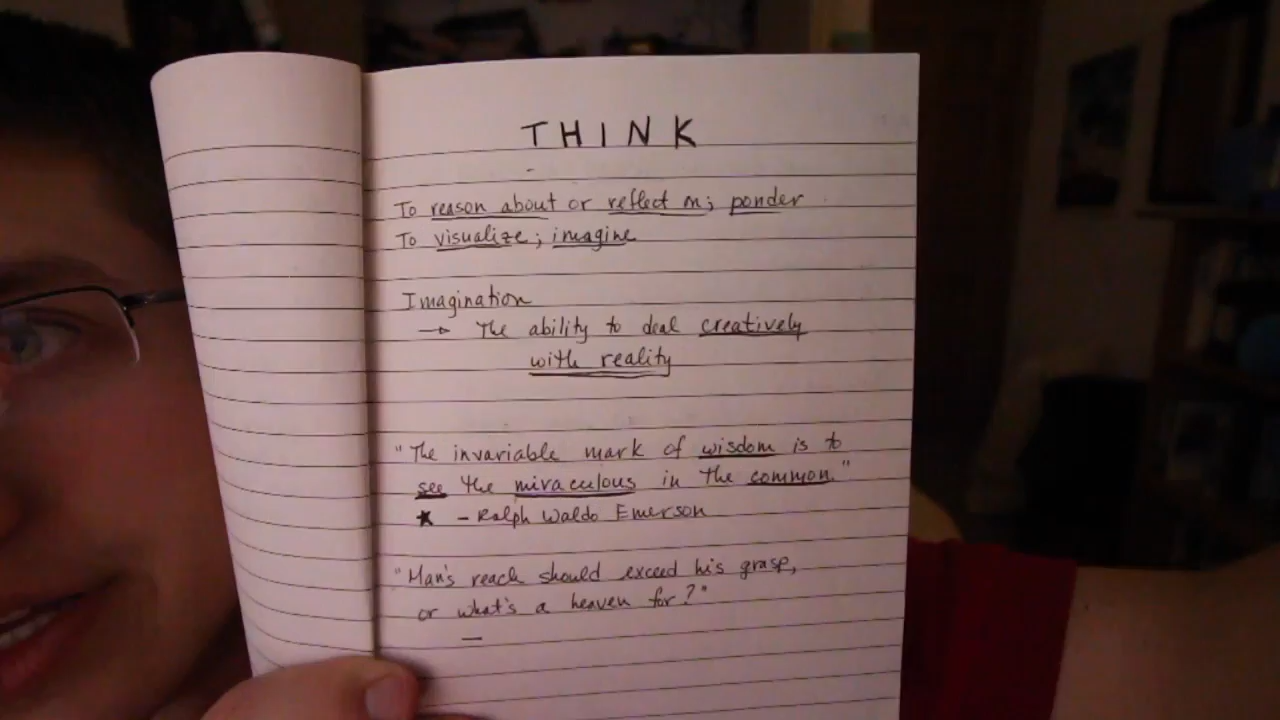 THINK
To reason about or reflect on; ponder
To visualize; imagine
Imagination
→ The ability to deal creatively
with reality
"The invariable mark of wisdom is to
see the miraculous in the common."
★ - Ralph Waldo Emerson
"Man's reach should exceed his grasp,
or what's a heaven for?"
—